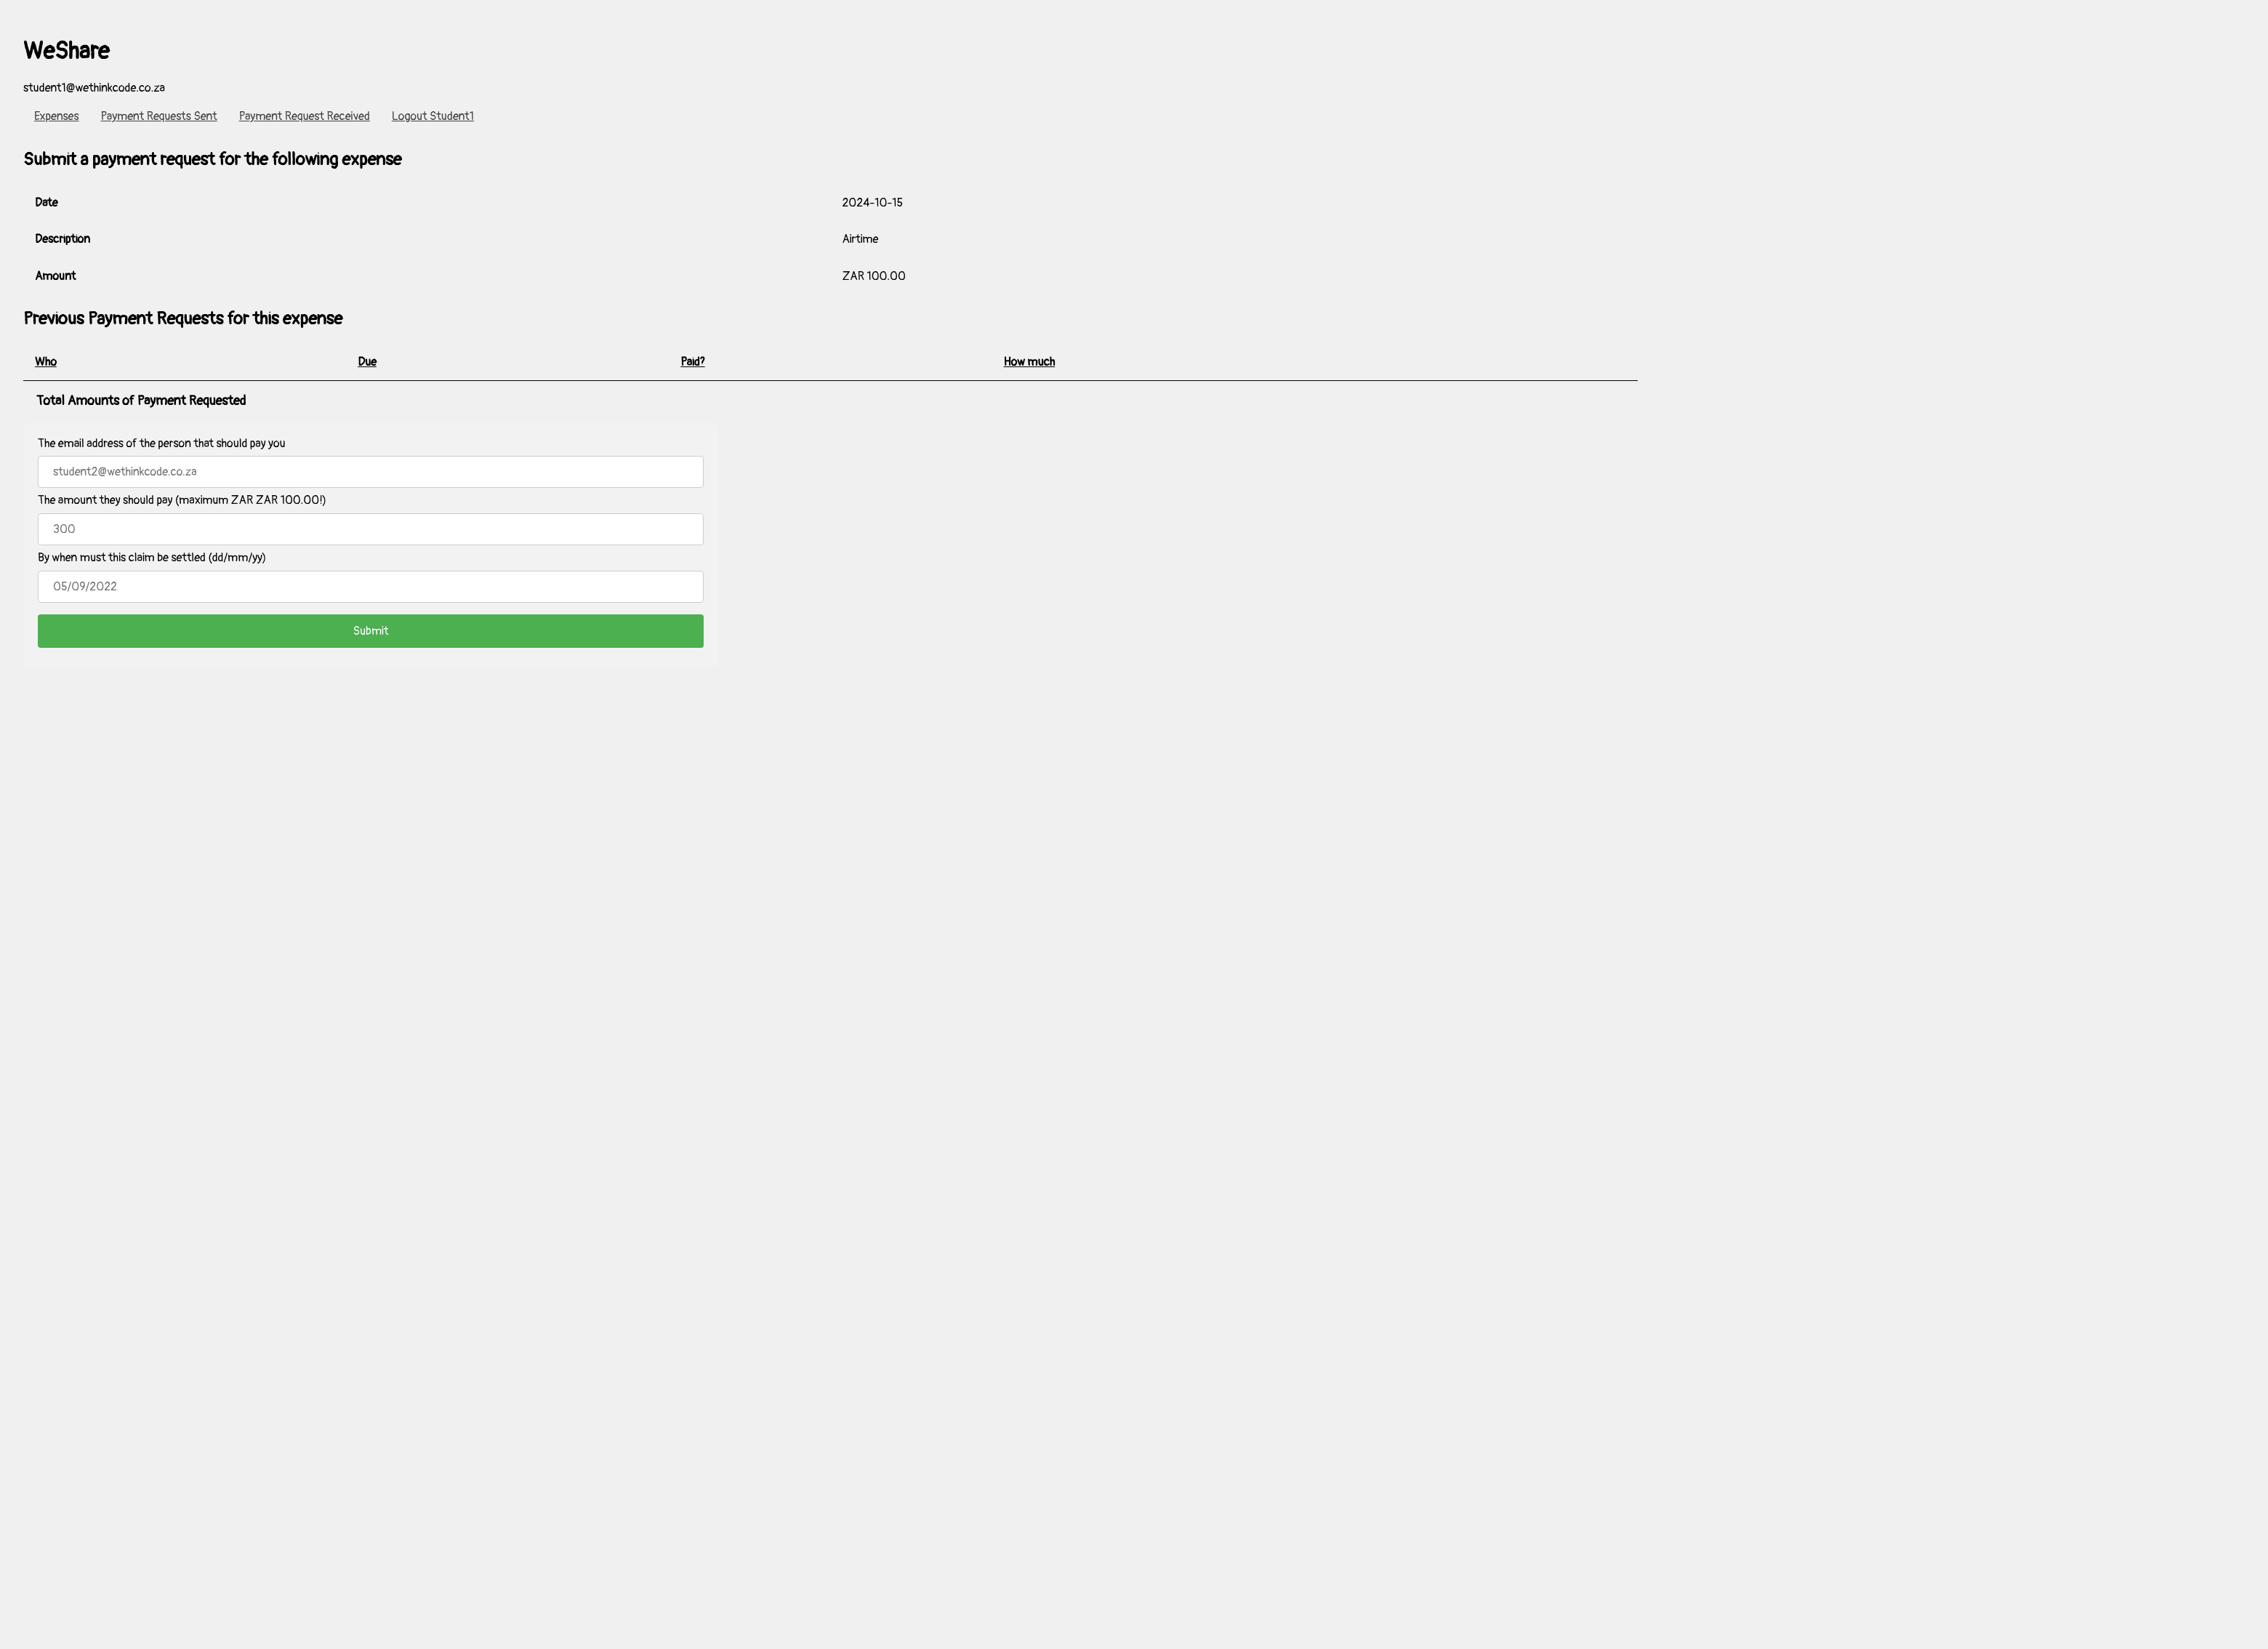 WeShare
student1@wethinkcode.co.za
Expenses Payment Requests Sent Payment Request Received Logout Student1
Submit a payment request for the following expense
Date 2024-10-15
Description Airtime
Amount ZAR 100.00
Previous Payment Requests for this expense
Who Due Paid? How much
Total Amounts of Payment Requested
The email address of the person that should pay you
student2@wethinkcode.co.za
The amount they should pay (maximum ZAR ZAR 100.00!)
300
By when must this claim be settled (dd/mm/yy)
05/09/2022
Submit